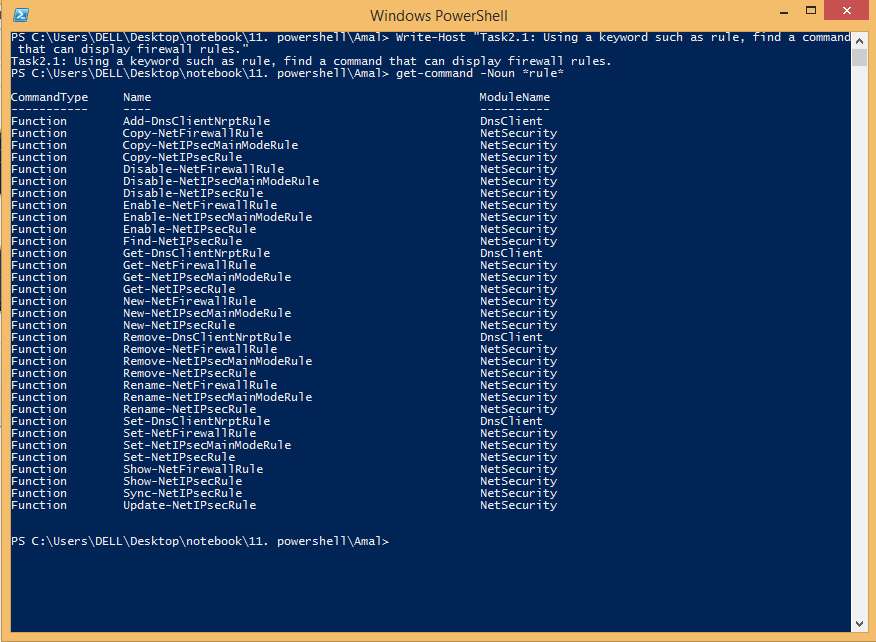 Windows PowerShell
PS C:\Users\DELL\Desktop\notebook\11. powershell\Amal> Write-Host "Task2.1: Using a keyword such as rule, find a command
 that can display firewall rules."
Task2.1: Using a keyword such as rule, find a command that can display firewall rules.
PS C:\Users\DELL\Desktop\notebook\11. powershell\Amal> get-command -Noun *rule*
CommandType     Name                                               ModuleName
-----------     ----                                               ----------
Function        Add-DnsClientNrptRule                              DnsClient
Function        Copy-NetFirewallRule                               NetSecurity
Function        Copy-NetIPsecMainModeRule                          NetSecurity
Function        Copy-NetIPsecRule                                  NetSecurity
Function        Disable-NetFirewallRule                            NetSecurity
Function        Disable-NetIPsecMainModeRule                       NetSecurity
Function        Disable-NetIPsecRule                               NetSecurity
Function        Enable-NetFirewallRule                             NetSecurity
Function        Enable-NetIPsecMainModeRule                        NetSecurity
Function        Enable-NetIPsecRule                                NetSecurity
Function        Find-NetIPsecRule                                  NetSecurity
Function        Get-DnsClientNrptRule                              DnsClient
Function        Get-NetFirewallRule                                NetSecurity
Function        Get-NetIPsecMainModeRule                           NetSecurity
Function        Get-NetIPsecRule                                   NetSecurity
Function        New-NetFirewallRule                                NetSecurity
Function        New-NetIPsecMainModeRule                           NetSecurity
Function        New-NetIPsecRule                                   NetSecurity
Function        Remove-DnsClientNrptRule                           DnsClient
Function        Remove-NetFirewallRule                             NetSecurity
Function        Remove-NetIPsecMainModeRule                        NetSecurity
Function        Remove-NetIPsecRule                                NetSecurity
Function        Rename-NetFirewallRule                             NetSecurity
Function        Rename-NetIPsecMainModeRule                        NetSecurity
Function        Rename-NetIPsecRule                                NetSecurity
Function        Set-DnsClientNrptRule                              DnsClient
Function        Set-NetFirewallRule                                NetSecurity
Function        Set-NetIPsecMainModeRule                           NetSecurity
Function        Set-NetIPsecRule                                   NetSecurity
Function        Show-NetFirewallRule                               NetSecurity
Function        Show-NetIPsecRule                                  NetSecurity
Function        Sync-NetIPsecRule                                  NetSecurity
Function        Update-NetIPsecRule                                NetSecurity
PS C:\Users\DELL\Desktop\notebook\11. powershell\Amal>